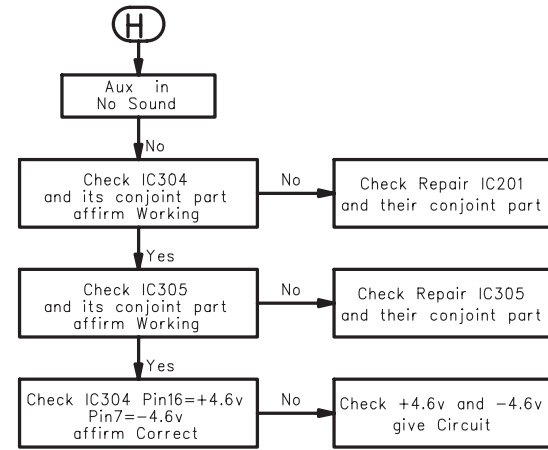 H
Aux in
No Sound
No
Check IC304
and its conjoint part
affirm Working
No
Check Repair IC201
and their conjoint part
Yes
Check IC305
and its conjoint part
affirm Working
No
Check Repair IC305
and their conjoint part
Yes
Check IC304 Pin16=+4.6v
Pin7=-4.6v
affirm Correct
No
Check +4.6v and -4.6v
give Circuit